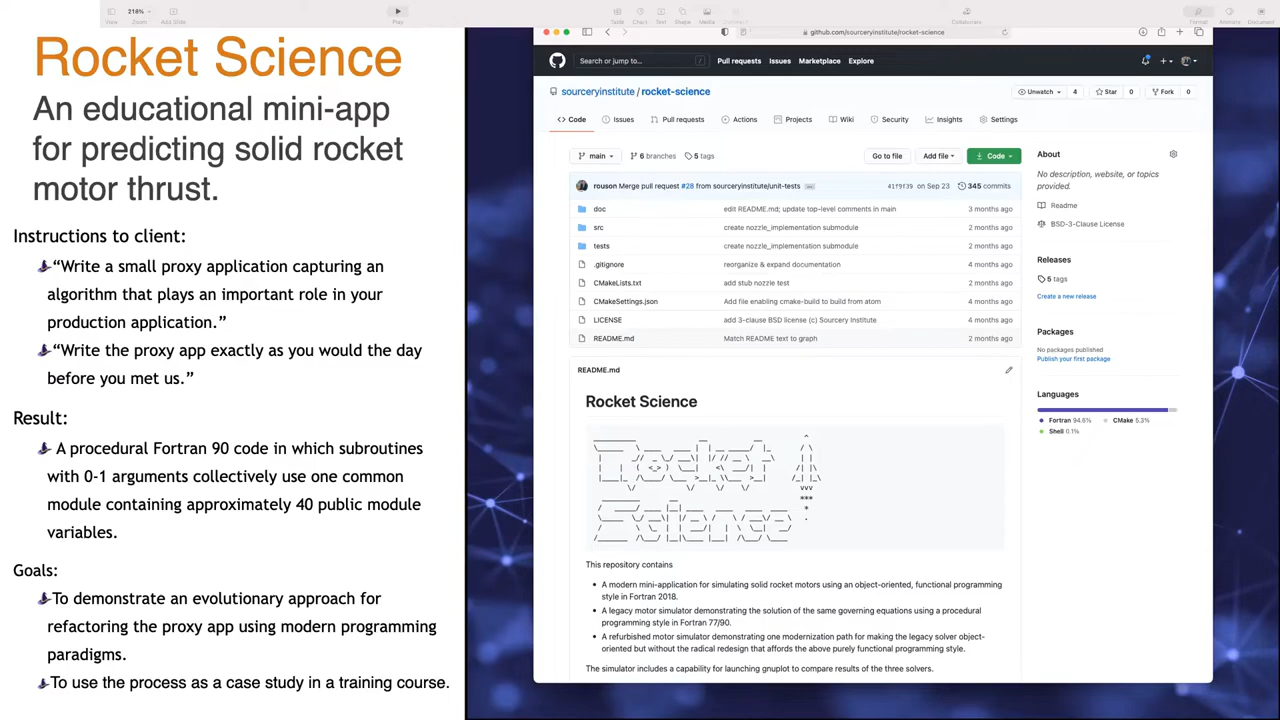 218%
View
Zoom
Add Slide
Play
Table
Chart
Text
Shape
Media
Comment
Collaborate
Format
Animate
Document
Rocket Science
An educational mini-app
for predicting solid rocket
motor thrust.
Instructions to client:
“Write a small proxy application capturing an
algorithm that plays an important role in your
production application.”
“Write the proxy app exactly as you would the day
before you met us.”
Result:
A procedural Fortran 90 code in which subroutines
with 0-1 arguments collectively use one common
module containing approximately 40 public module
variables.
Goals:
To demonstrate an evolutionary approach for
refactoring the proxy app using modern programming
paradigms.
To use the process as a case study in a training course.
github.com/sourceryinstitute/rocket-science
Search or jump to... /
Pull requests Issues Marketplace Explore
sourceryinstitute / rocket-science
Unwatch 4 Star 0 Fork 0
Code Issues Pull requests Actions Projects Wiki Security Insights Settings
main 6 branches 5 tags Go to file Add file Code
rouson Merge pull request #28 from sourceryinstitute/unit-tests ... 41f9f39 on Sep 23 345 commits
doc edit README.md; update top-level comments in main 3 months ago
src create nozzle_implementation submodule 2 months ago
tests create nozzle_implementation submodule 2 months ago
.gitignore reorganize & expand documentation 4 months ago
CMakeLists.txt add stub nozzle test 2 months ago
CMakeSettings.json Add file enabling cmake-build to build from atom 4 months ago
LICENSE add 3-clause BSD license (c) Sourcery Institute 4 months ago
README.md Match README text to graph 2 months ago
README.md
Rocket Science
This repository contains
A modern mini-application for simulating solid rocket motors using an object-oriented, functional programming
style in Fortran 2018.
A legacy motor simulator demonstrating the solution of the same governing equations using a procedural
programming style in Fortran 77/90.
A refurbished motor simulator demonstrating one modernization path for making the legacy solver object-
oriented but without the radical redesign that affords the above purely functional programming style.
The simulator includes a capability for launching gnuplot to compare results of the three solvers.
About
No description, website, or topics
provided.
Readme
BSD-3-Clause License
Releases
5 tags
Create a new release
Packages
No packages published
Publish your first package
Languages
Fortran 94.6% CMake 5.3%
Shell 0.1%